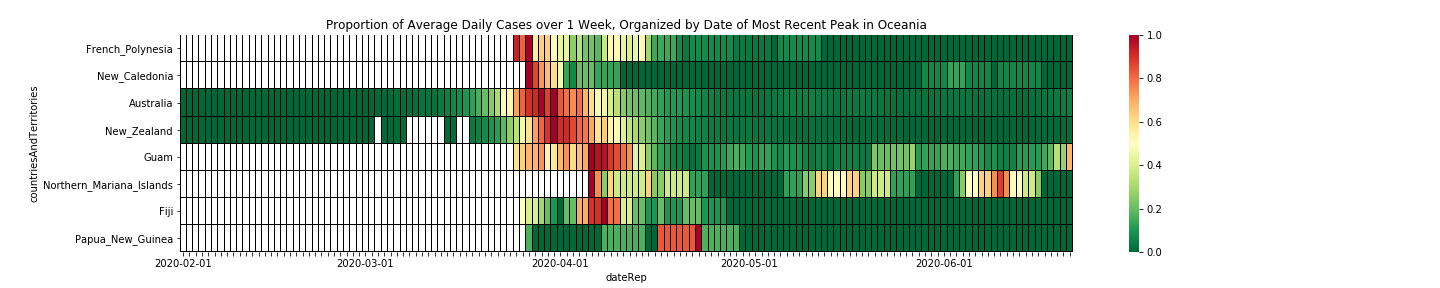 Proportion of Average Daily Cases over 1 Week, Organized by Date of Most Recent Peak in Oceania
countriesAndTerritories
French_Polynesia
New_Caledonia
Australia
New_Zealand
Guam
Northern_Mariana_Islands
Fiji
Papua_New_Guinea
2020-02-01 2020-03-01 2020-04-01 2020-05-01 2020-06-01
dateRep
1.0
0.8
0.6
0.4
0.2
0.0